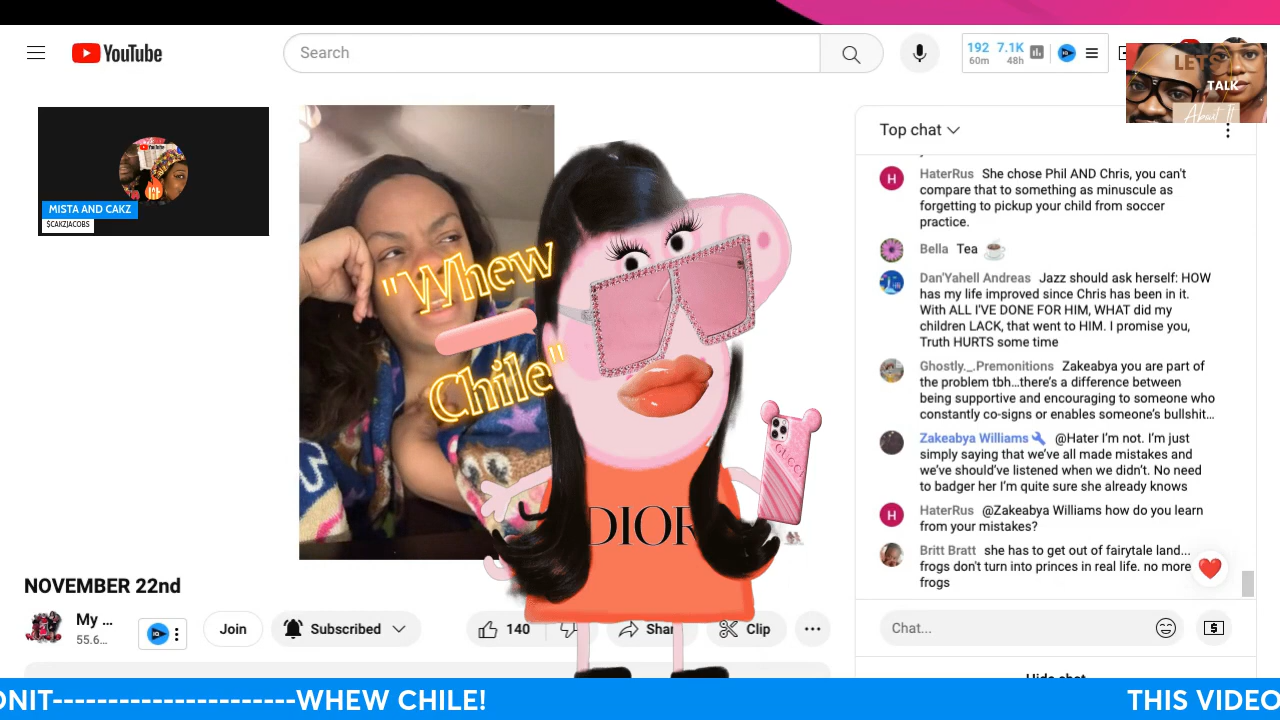 YouTube
Search
192 7.1K
60m 48h
LETS
TALK
About It
Top chat
MISTA AND CAKZ
$CAKZJACOBS
"Whew
Chile"
DIOR
GUCCI
HaterRus She chose Phil AND Chris, you can't
compare that to something as minuscule as
forgetting to pickup your child from soccer
practice.
Bella Tea
Dan'Yahell Andreas Jazz should ask herself: HOW
has my life improved since Chris has been in it.
With ALL I'VE DONE FOR HIM, WHAT did my
children LACK, that went to HIM. I promise you,
Truth HURTS some time
Ghostly._.Premonitions Zakeabya you are part of
the problem tbh…there's a difference between
being supportive and encouraging to someone who
constantly co-signs or enables someone's bullshit…
Zakeabya Williams @Hater I'm not. I'm just
simply saying that we've all made mistakes and
we've should've listened when we didn't. No need
to badger her I'm quite sure she already knows
HaterRus @Zakeabya Williams how do you learn
from your mistakes?
Britt Bratt she has to get out of fairytale land...
frogs don't turn into princes in real life. no more
frogs
NOVEMBER 22nd
My ...
55.6...
Join
Subscribed
140
Shar
Clip
Chat...
Hide chat
ONIT----------------------WHEW CHILE!
THIS VIDEO